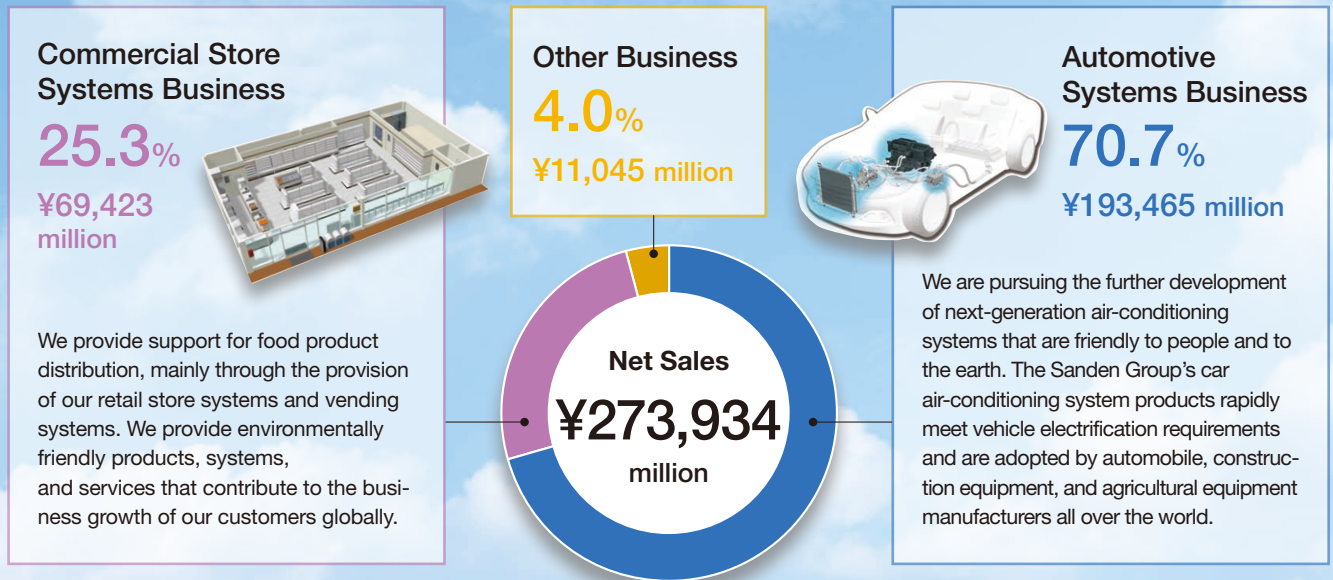 Commercial Store
Systems Business
25.3%
¥69,423
million
We provide support for food product
distribution, mainly through the provision
of our retail store systems and vending
systems. We provide environmentally
friendly products, systems,
and services that contribute to the busi-
ness growth of our customers globally.
Other Business
4.0%
¥11,045 million
Net Sales
¥273,934
million
Automotive
Systems Business
70.7%
¥193,465 million
We are pursuing the further development
of next-generation air-conditioning
systems that are friendly to people and to
the earth. The Sanden Group's car
air-conditioning system products rapidly
meet vehicle electrification requirements
and are adopted by automobile, construc-
tion equipment, and agricultural equipment
manufacturers all over the world.